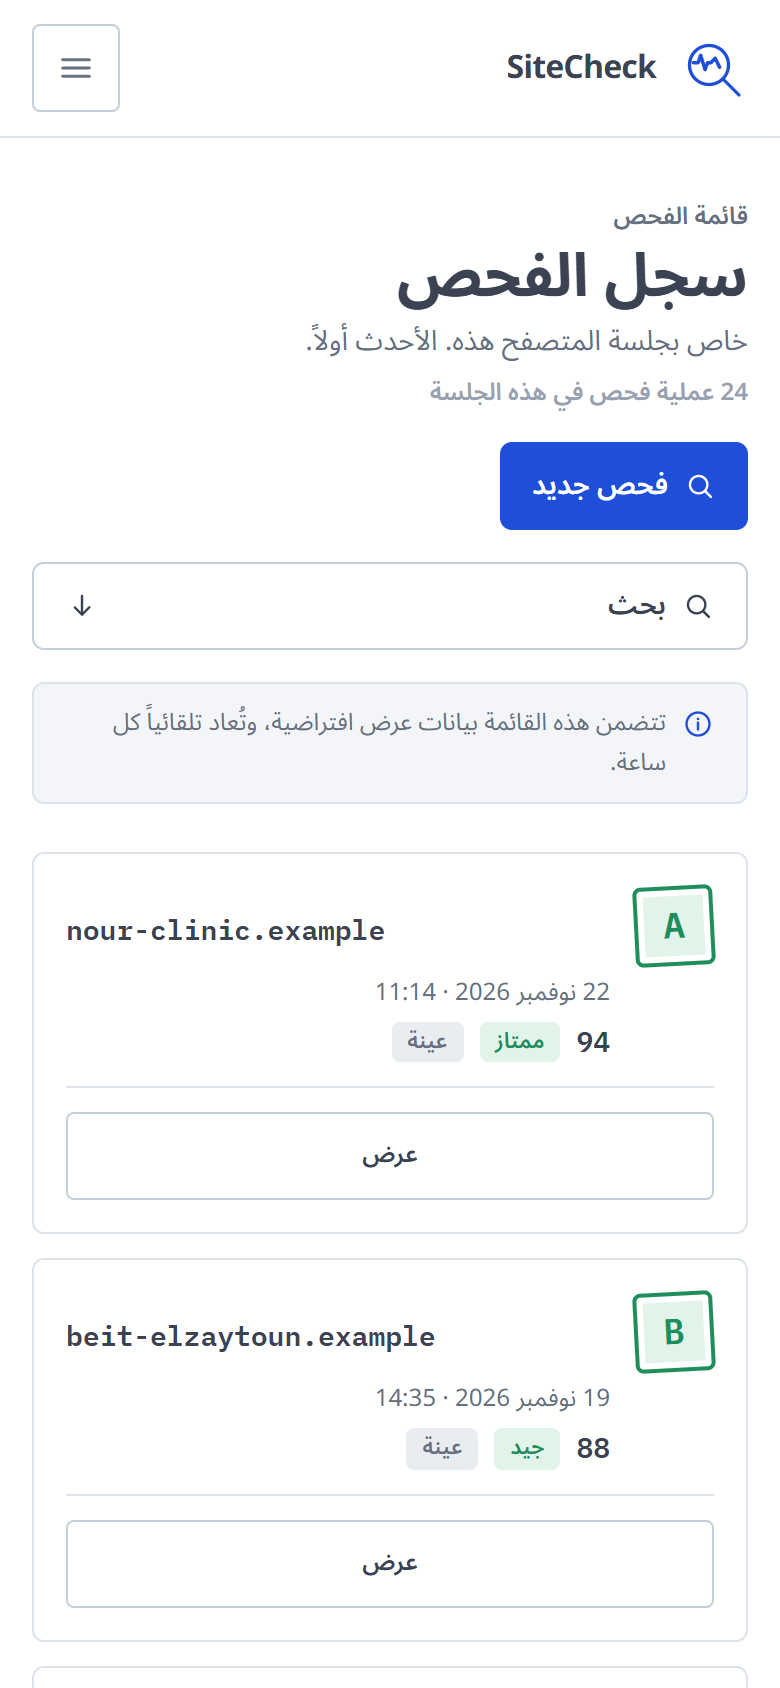 SiteCheck
قائمة الفحص
سجل الفحص
خاص بجلسة المتصفح هذه. الأحدث أولاً.
24 عملية فحص في هذه الجلسة
فحص جديد
بحث
تتضمن هذه القائمة بيانات عرض افتراضية، وتُعاد تلقائياً كل
ساعة.
A
nour-clinic.example
22 نوفمبر 2026 · 11:14
94 ممتاز عينة
عرض
B
beit-elzaytoun.example
19 نوفمبر 2026 · 14:35
88 جيد عينة
عرض